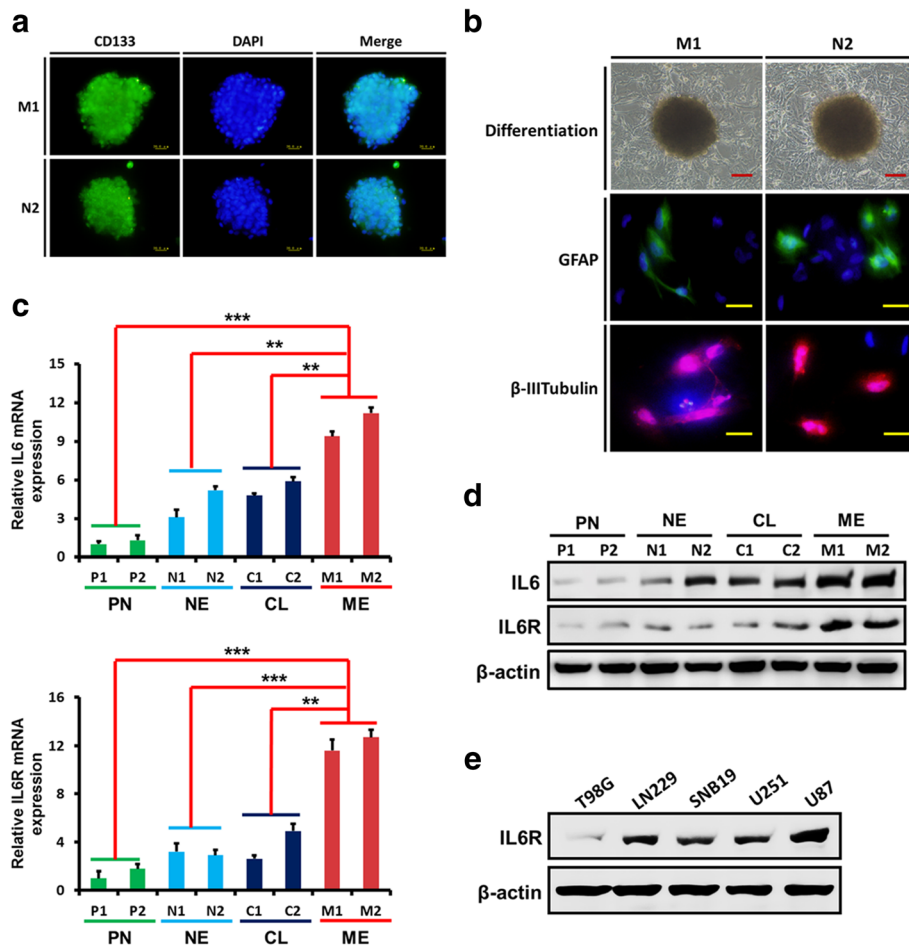 a
CD133 DAPI Merge
M1
N2
b
M1 N2
Differentiation
GFAP
β-IIITubulin
c
***
**
**
Relative IL6 mRNA
expression
15
12
9
6
3
0
P1 P2 N1 N2 C1 C2 M1 M2
PN NE CL ME
***
***
**
Relative IL6R mRNA
expression
16
12
8
4
0
P1 P2 N1 N2 C1 C2 M1 M2
PN NE CL ME
d
PN NE CL ME
P1 P2 N1 N2 C1 C2 M1 M2
IL6
IL6R
β-actin
e
T98G LN229 SNB19 U251 U87
IL6R
β-actin